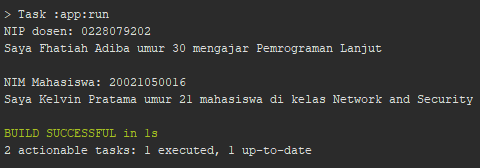 > Task :app:run
NIP dosen: 0228079202
Saya Fhatiah Adiba umur 30 mengajar Pemrograman Lanjut
NIM Mahasiswa: 20021050016
Saya Kelvin Pratama umur 21 mahasiswa di kelas Network and Security
BUILD SUCCESSFUL in 1s
2 actionable tasks: 1 executed, 1 up-to-date